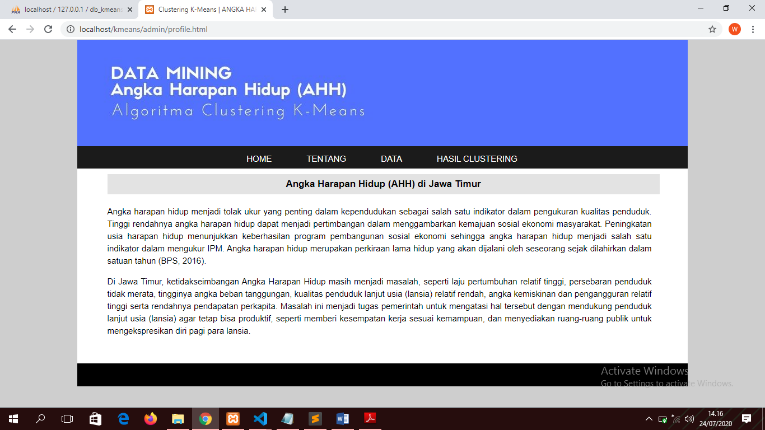 localhost / 127.0.0.1 / db_kmeans
Clustering K-Means | ANGKA HA
localhost/kmeans/admin/profile.html
W
DATA MINING
Angka Harapan Hidup (AHH)
Algoritma Clustering K-Means
HOME TENTANG DATA HASIL CLUSTERING
Angka Harapan Hidup (AHH) di Jawa Timur
Angka harapan hidup menjadi tolak ukur yang penting dalam kependudukan sebagai salah satu indikator dalam pengukuran kualitas penduduk.
Tinggi rendahnya angka harapan hidup dapat menjadi pertimbangan dalam menggambarkan kemajuan sosial ekonomi masyarakat. Peningkatan
usia harapan hidup menunjukkan keberhasilan program pembangunan sosial ekonomi sehingga angka harapan hidup menjadi salah satu
indikator dalam mengukur IPM. Angka harapan hidup merupakan perkiraan lama hidup yang akan dijalani oleh seseorang sejak dilahirkan dalam
satuan tahun (BPS, 2016).
Di Jawa Timur, ketidakseimbangan Angka Harapan Hidup masih menjadi masalah, seperti laju pertumbuhan relatif tinggi, persebaran penduduk
tidak merata, tingginya angka beban tanggungan, kualitas penduduk lanjut usia (lansia) relatif rendah, angka kemiskinan dan pengangguran relatif
tinggi serta rendahnya pendapatan perkapita. Masalah ini menjadi tugas pemerintah untuk mengatasi hal tersebut dengan mendukung penduduk
lanjut usia (lansia) agar tetap bisa produktif, seperti memberi kesempatan kerja sesuai kemampuan, dan menyediakan ruang-ruang publik untuk
mengekspresikan diri pagi para lansia.
Activate Windows
Go to Settings to activate Windows.
14.16
24/07/2020